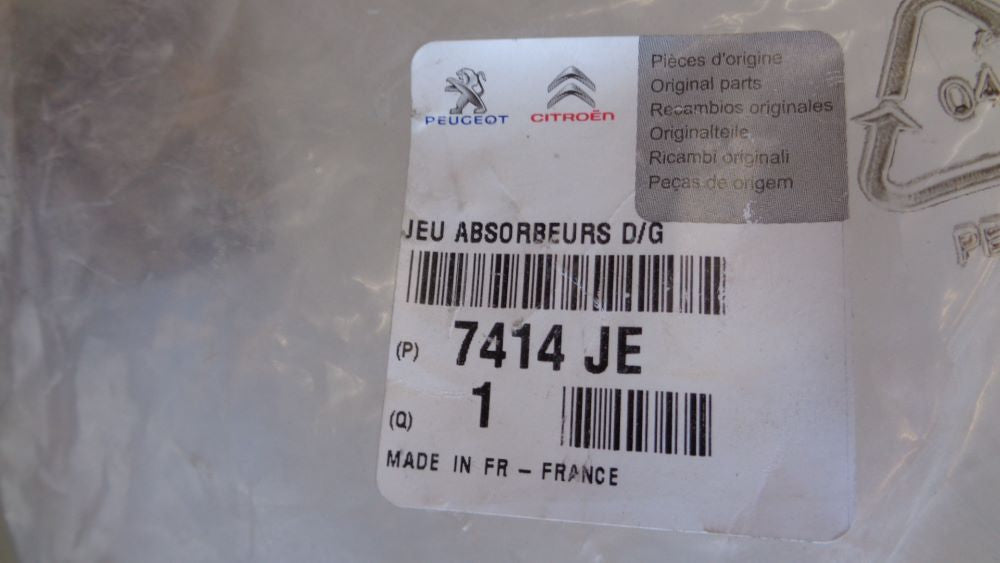 PEUGEOT
CITROËN
Pièces d'origine
Original parts
Recambios originales
Originalteile
Ricambi originali
Peças de origem
JEU ABSORBEURS D/G
(P) 7414 JE
(Q) 1
MADE IN FR - FRANCE